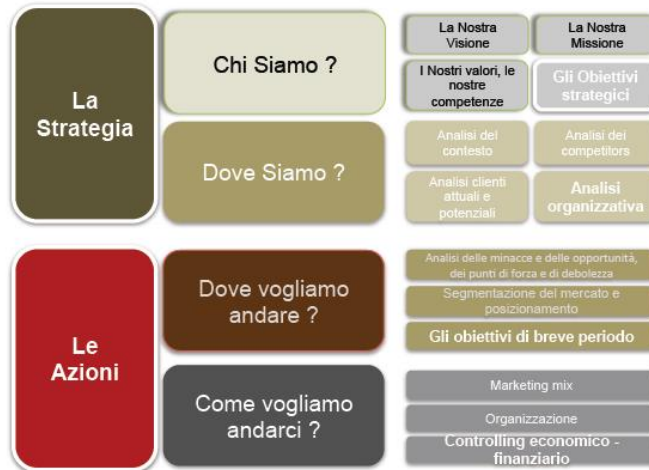 La
Strategia
Chi Siamo ?
La Nostra
Visione
La Nostra
Missione
I Nostri valori, le
nostre
competenze
Gli Obiettivi
strategici
Dove Siamo ?
Analisi del
contesto
Analisi dei
competitors
Analisi clienti
attuali e
potenziali
Analisi
organizzativa
Le
Azioni
Dove vogliamo
andare ?
Analisi delle minacce e delle opportunità,
dei punti di forza e di debolezza
Segmentazione del mercato e
posizionamento
Gli obiettivi di breve periodo
Come vogliamo
andarci ?
Marketing mix
Organizzazione
Controlling economico -
finanziario